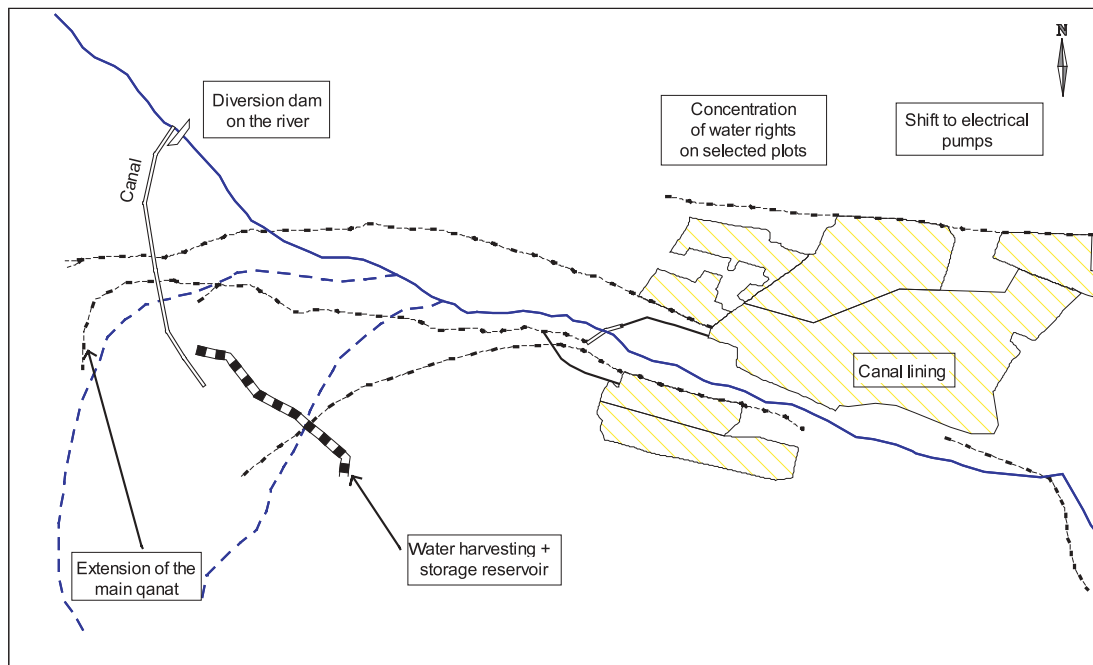 N
Diversion dam
on the river
Concentration
of water rights
on selected plots
Shift to electrical
pumps
Canal
Canal lining
Water harvesting +
storage reservoir
Extension of the
main qanat